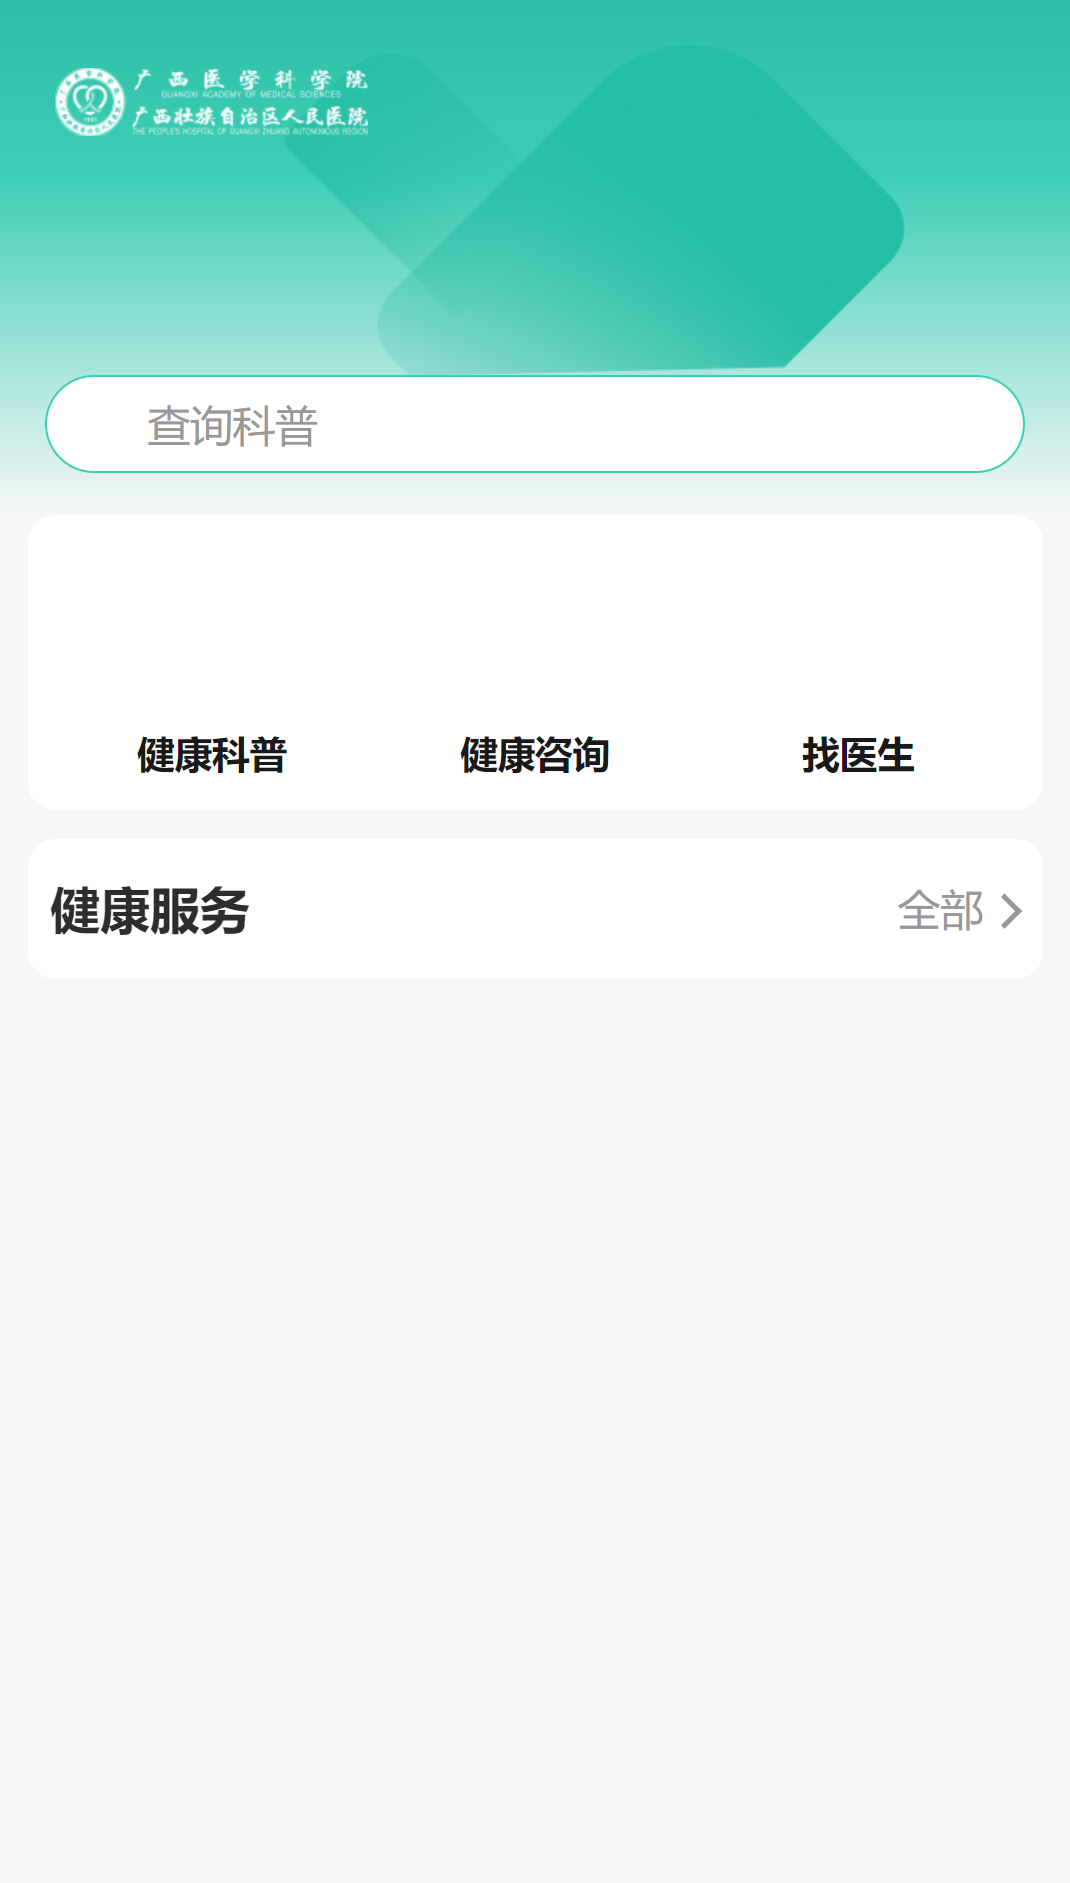 广西医学科学院
GUANGXI ACADEMY OF MEDICAL SCIENCES
广西壮族自治区人民医院
THE PEOPLE'S HOSPITAL OF GUANGXI ZHUANG AUTONOMOUS REGION
查询科普
健康科普 健康咨询 找医生
健康服务 全部